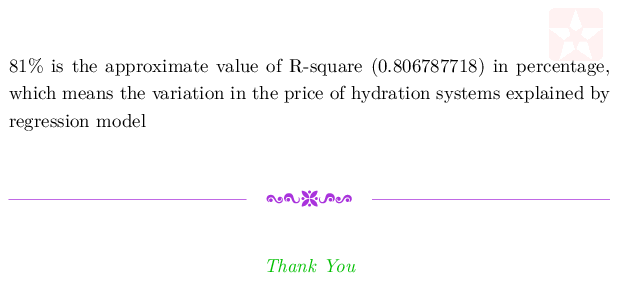 81% is the approximate value of R-square (0.806787718) in percentage,
which means the variation in the price of hydration systems explained by
regression model
Thank You